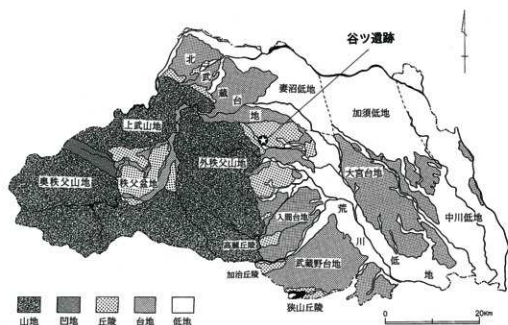 谷ツ遺跡
北武蔵台地
妻沼低地
加須低地
上武山地
外秩父山地
大宮台地
奥秩父山地
秩父盆地
中川低地
入間台地
荒川低地
高麗丘陵
武蔵野台地
加治丘陵
狭山丘陵
山地 凹地 丘陵 台地 低地
0 20Km